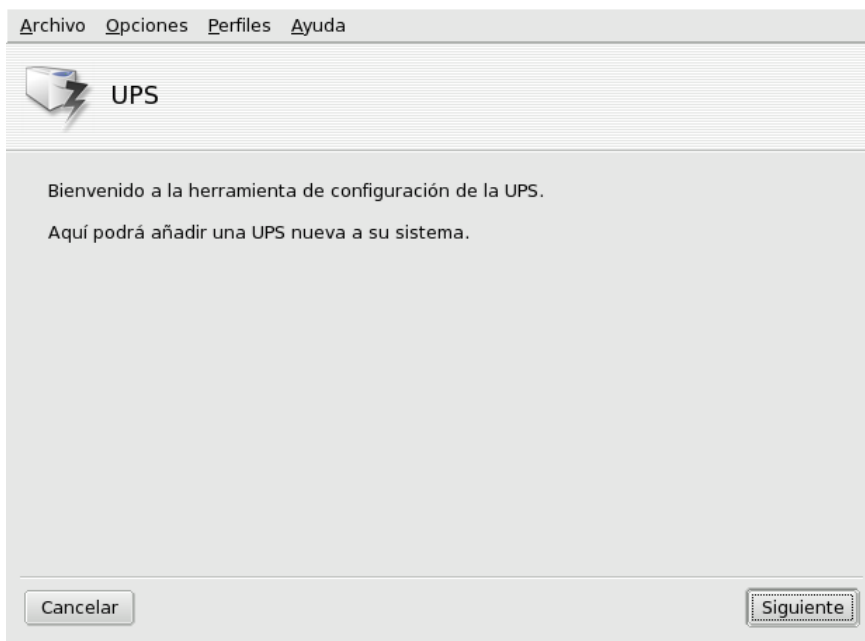 Archivo Opciones Perfiles Ayuda
UPS
Bienvenido a la herramienta de configuración de la UPS.
Aquí podrá añadir una UPS nueva a su sistema.
Cancelar Siguiente